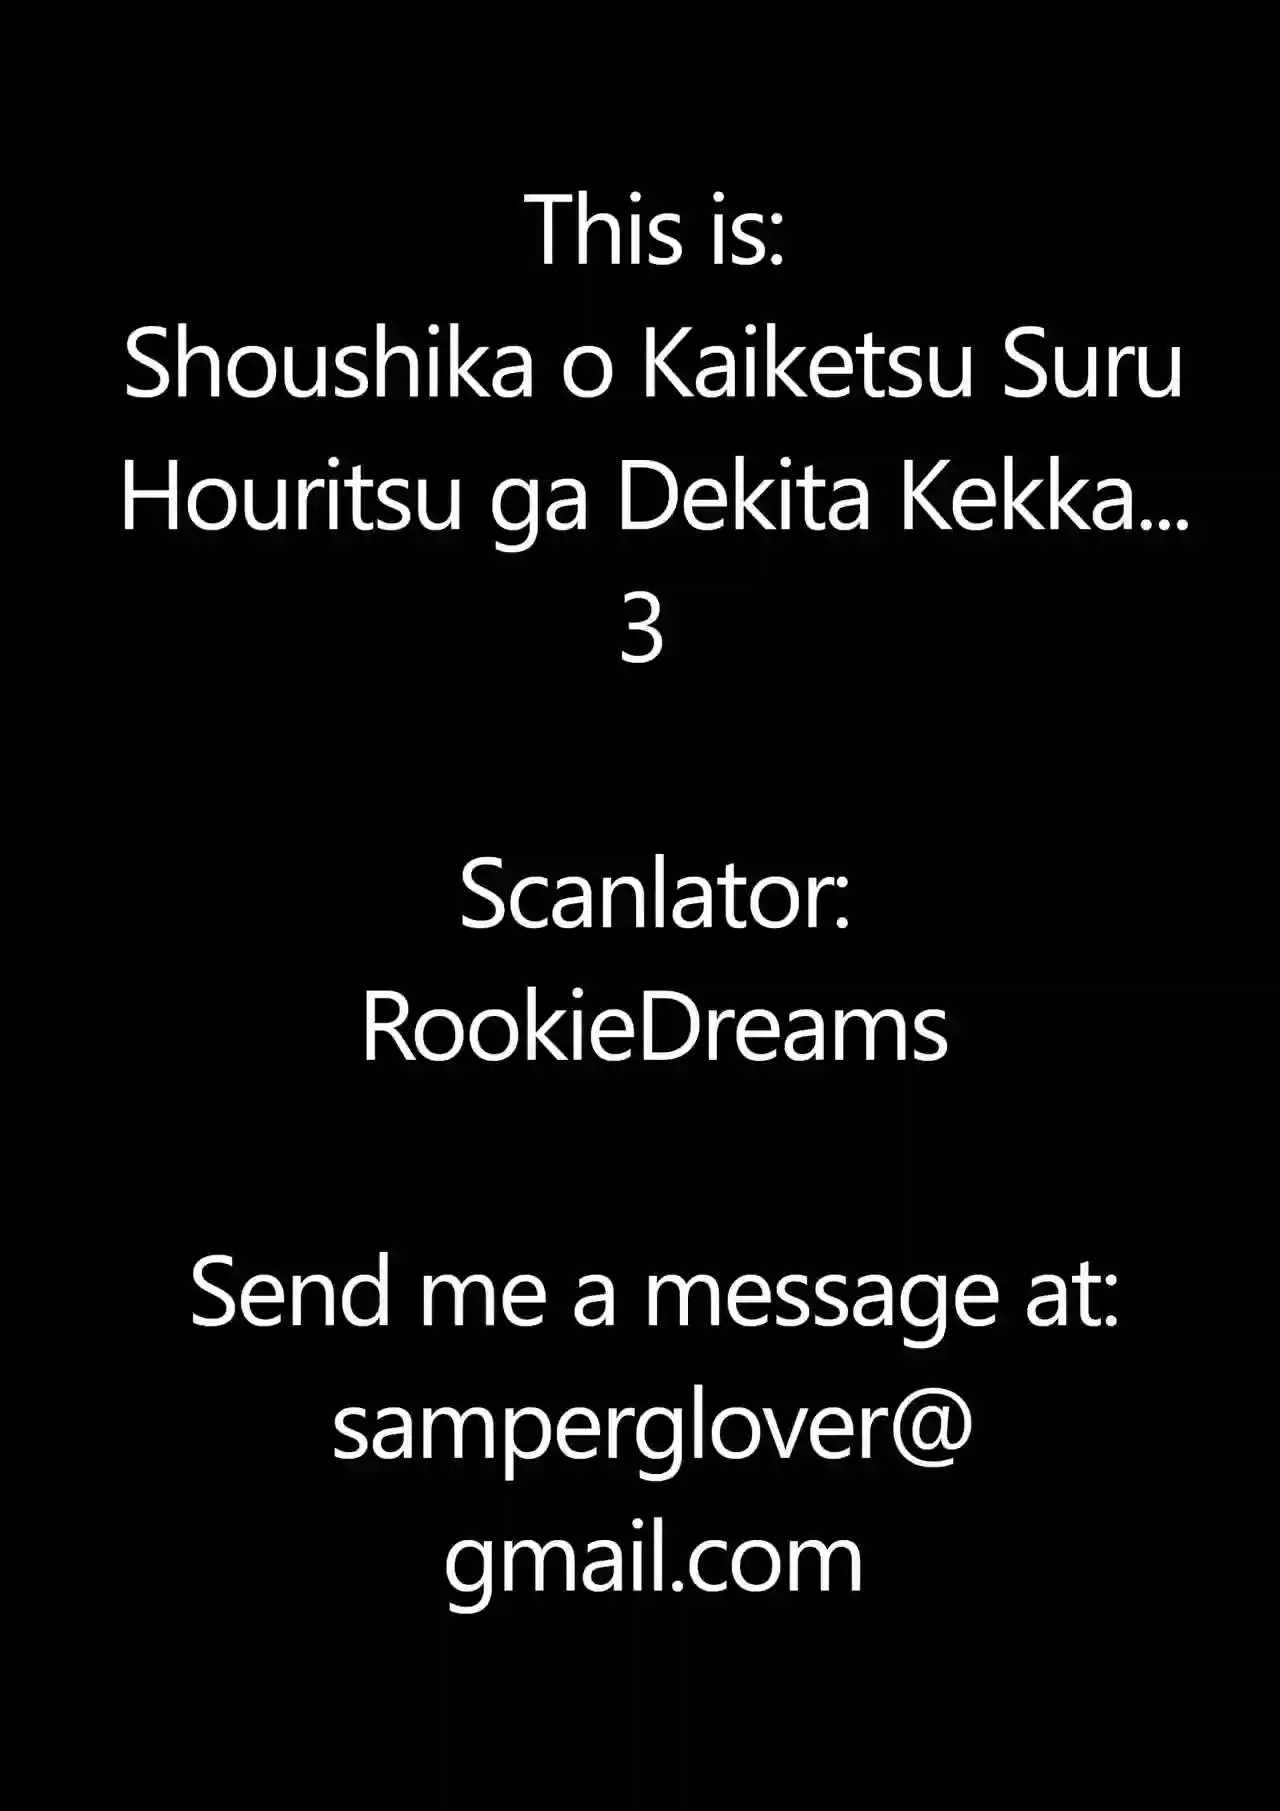 This is:
Shoushika o Kaiketsu Suru
Houritsu ga Dekita Kekka...
3
Scanlator:
RookieDreams
Send me a message at:
samperglover@
gmail.com